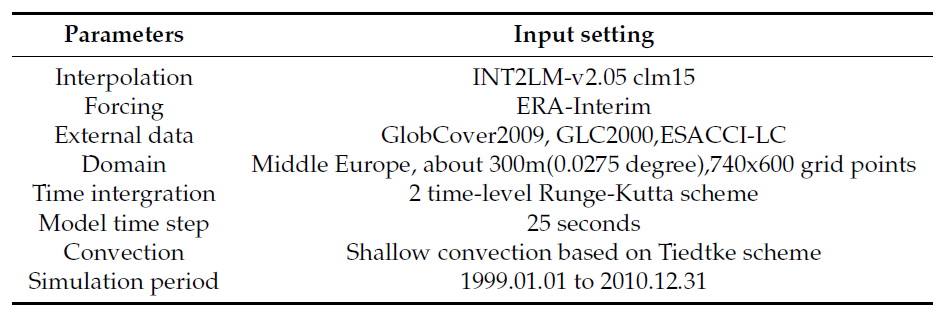 Parameters Input setting
Interpolation INT2LM-v2.05 clm15
Forcing ERA-Interim
External data GlobCover2009, GLC2000,ESACCI-LC
Domain Middle Europe, about 300m(0.0275 degree),740x600 grid points
Time intergration 2 time-level Runge-Kutta scheme
Model time step 25 seconds
Convection Shallow convection based on Tiedtke scheme
Simulation period 1999.01.01 to 2010.12.31